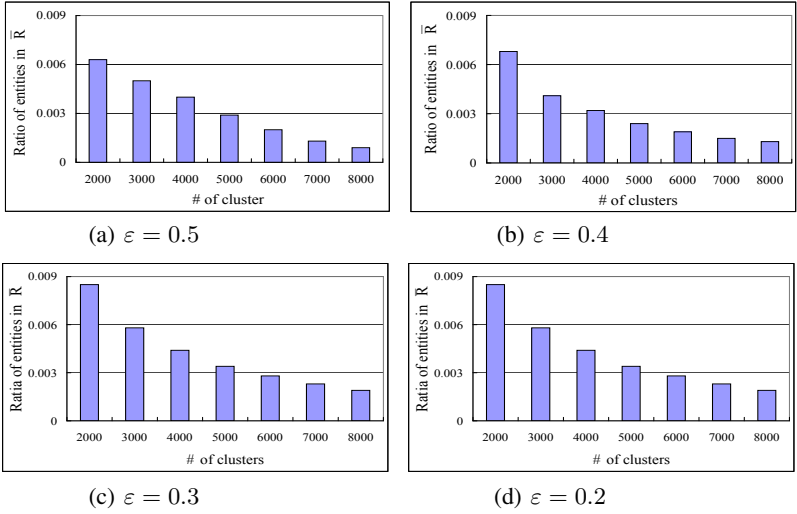 0.009
0.006
0.003
0
Ratio of entities in R̅
2000 3000 4000 5000 6000 7000 8000
# of cluster
(a) ε = 0.5
0.009
0.006
0.003
0
Ratio of entities in R̅
2000 3000 4000 5000 6000 7000 8000
# of clusters
(b) ε = 0.4
0.009
0.006
0.003
0
Ratia of entities in R̅
2000 3000 4000 5000 6000 7000 8000
# of clusters
(c) ε = 0.3
0.009
0.006
0.003
0
Ratia of entities in R̅
2000 3000 4000 5000 6000 7000 8000
# of clusters
(d) ε = 0.2